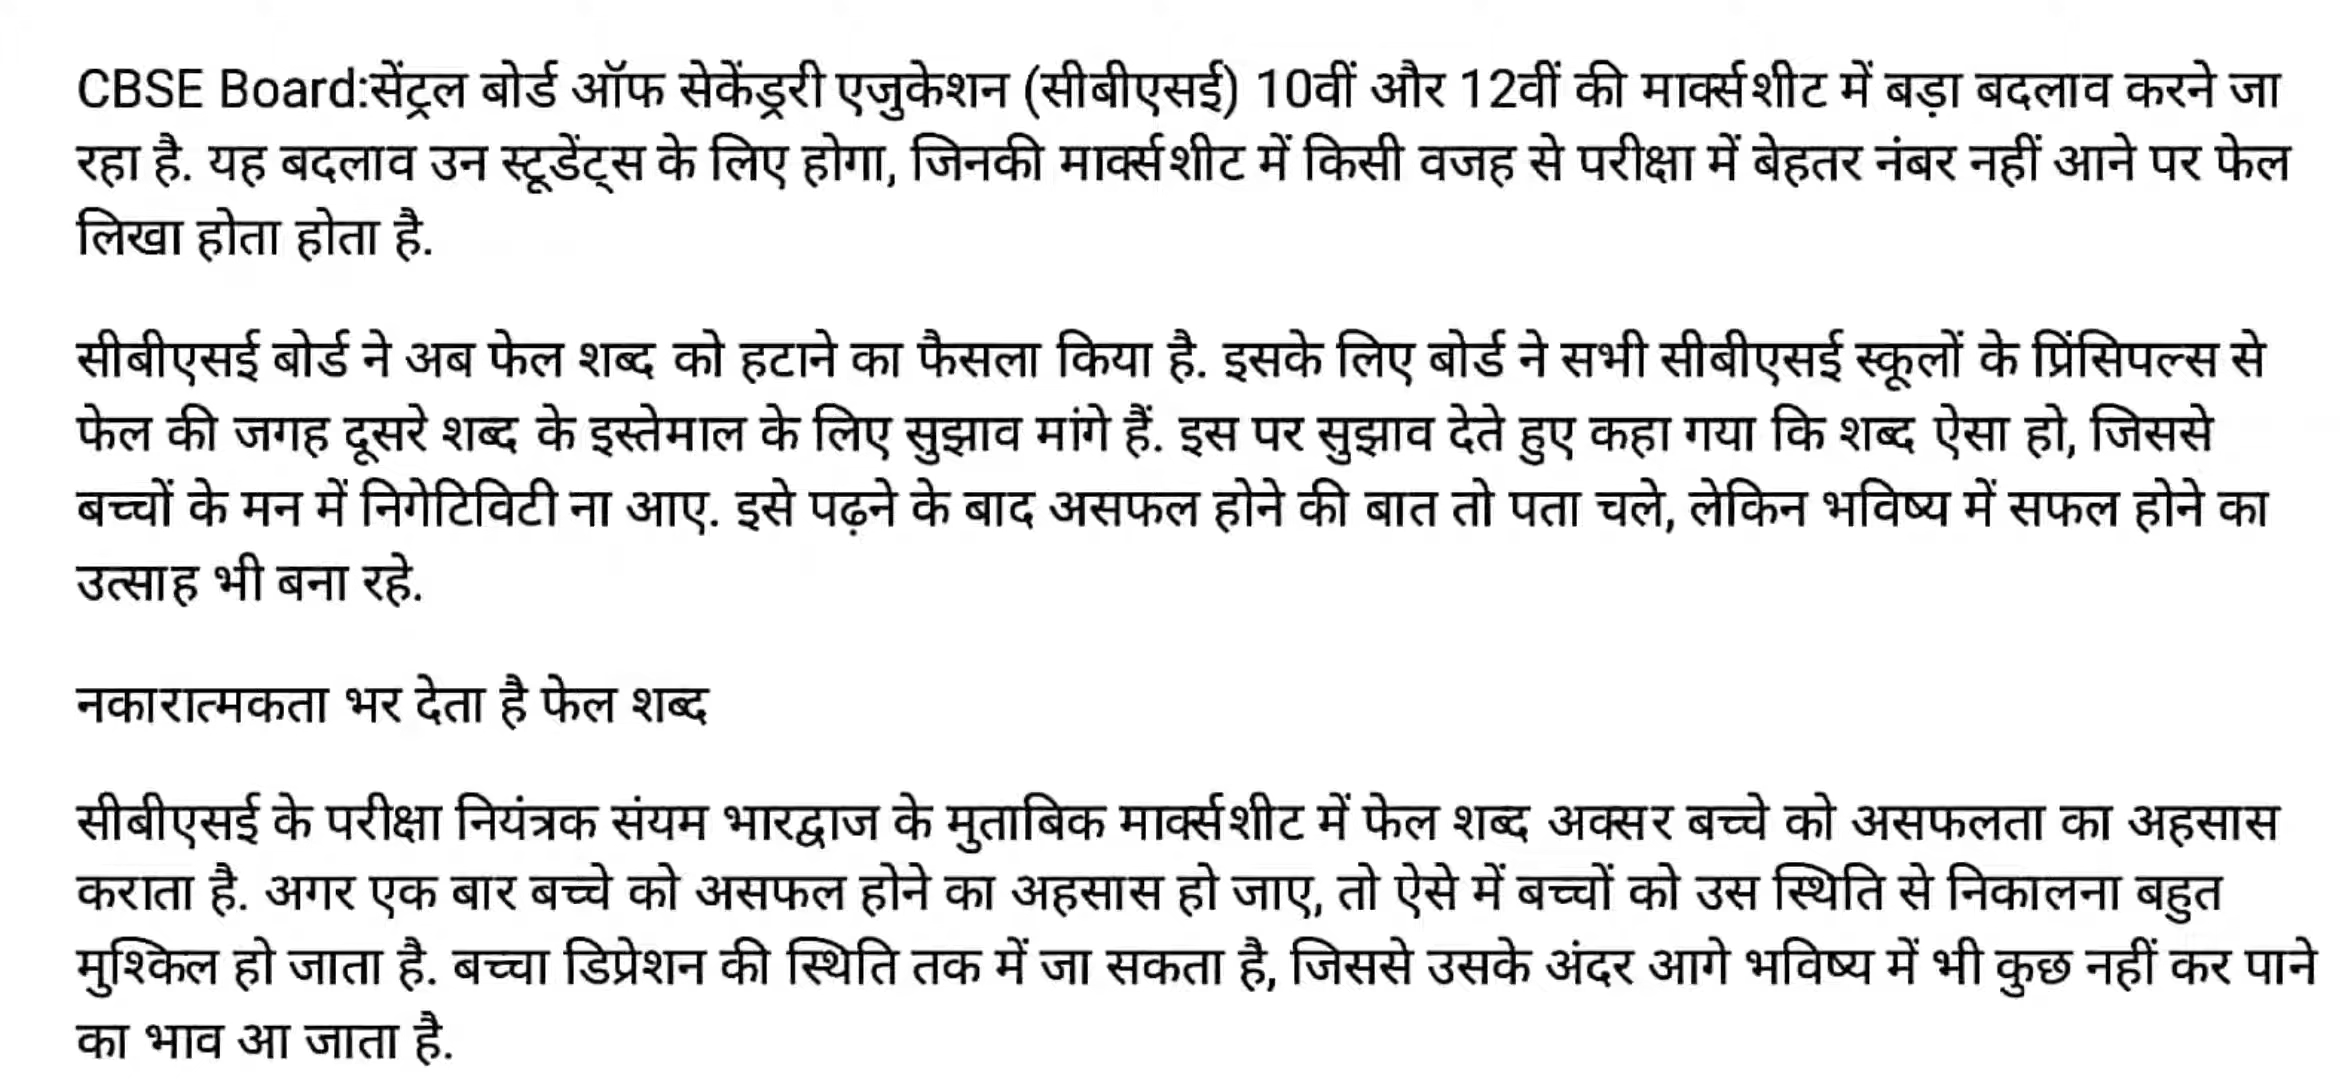 CBSE Board:सेंट्रल बोर्ड ऑफ सेकेंड्ररी एजुकेशन (सीबीएसई) 10वीं और 12वीं की मार्क्सशीट में बड़ा बदलाव करने जा
रहा है. यह बदलाव उन स्टूडेंट्स के लिए होगा, जिनकी मार्क्सशीट में किसी वजह से परीक्षा में बेहतर नंबर नहीं आने पर फेल
लिखा होता होता है.
सीबीएसई बोर्ड ने अब फेल शब्द को हटाने का फैसला किया है. इसके लिए बोर्ड ने सभी सीबीएसई स्कूलों के प्रिंसिपल्स से
फेल की जगह दूसरे शब्द के इस्तेमाल के लिए सुझाव मांगे हैं. इस पर सुझाव देते हुए कहा गया कि शब्द ऐसा हो, जिससे
बच्चों के मन में निगेटिविटी ना आए. इसे पढ़ने के बाद असफल होने की बात तो पता चले, लेकिन भविष्य में सफल होने का
उत्साह भी बना रहे.
नकारात्मकता भर देता है फेल शब्द
सीबीएसई के परीक्षा नियंत्रक संयम भारद्वाज के मुताबिक मार्क्सशीट में फेल शब्द अक्सर बच्चे को असफलता का अहसास
कराता है. अगर एक बार बच्चे को असफल होने का अहसास हो जाए, तो ऐसे में बच्चों को उस स्थिति से निकालना बहुत
मुश्किल हो जाता है. बच्चा डिप्रेशन की स्थिति तक में जा सकता है, जिससे उसके अंदर आगे भविष्य में भी कुछ नहीं कर पाने
का भाव आ जाता है.